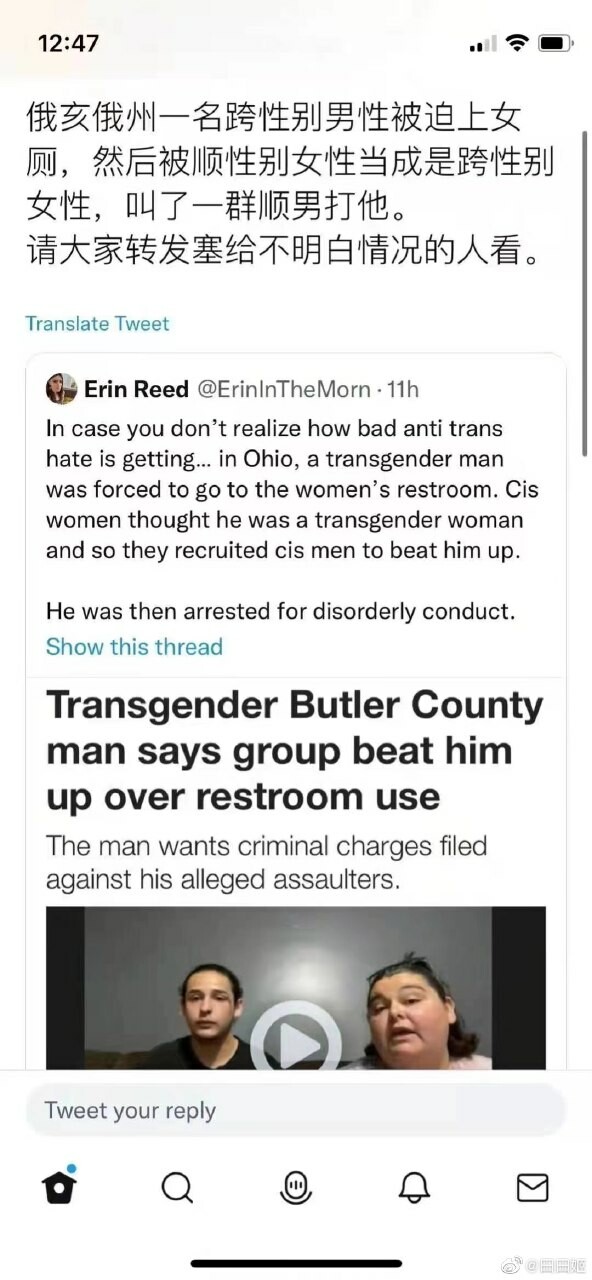 12:47
俄亥俄州一名跨性别男性被迫上女
厕，然后被顺性别女性当成是跨性别
女性，叫了一群顺男打他。
请大家转发塞给不明白情况的人看。
Translate Tweet
Erin Reed @ErinInTheMorn · 11h
In case you don’t realize how bad anti trans
hate is getting... in Ohio, a transgender man
was forced to go to the women’s restroom. Cis
women thought he was a transgender woman
and so they recruited cis men to beat him up.
He was then arrested for disorderly conduct.
Show this thread
Transgender Butler County
man says group beat him
up over restroom use
The man wants criminal charges filed
against his alleged assaulters.
Tweet your reply
@日日姬